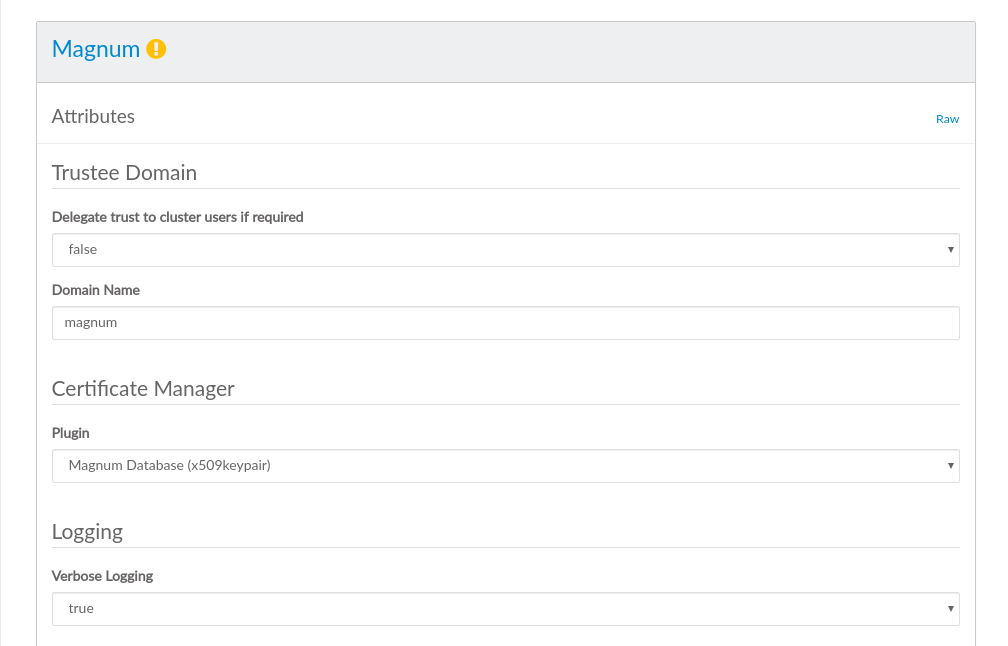 Magnum
Attributes
Raw
Trustee Domain
Delegate trust to cluster users if required
false
Domain Name
magnum
Certificate Manager
Plugin
Magnum Database (x509keypair)
Logging
Verbose Logging
true